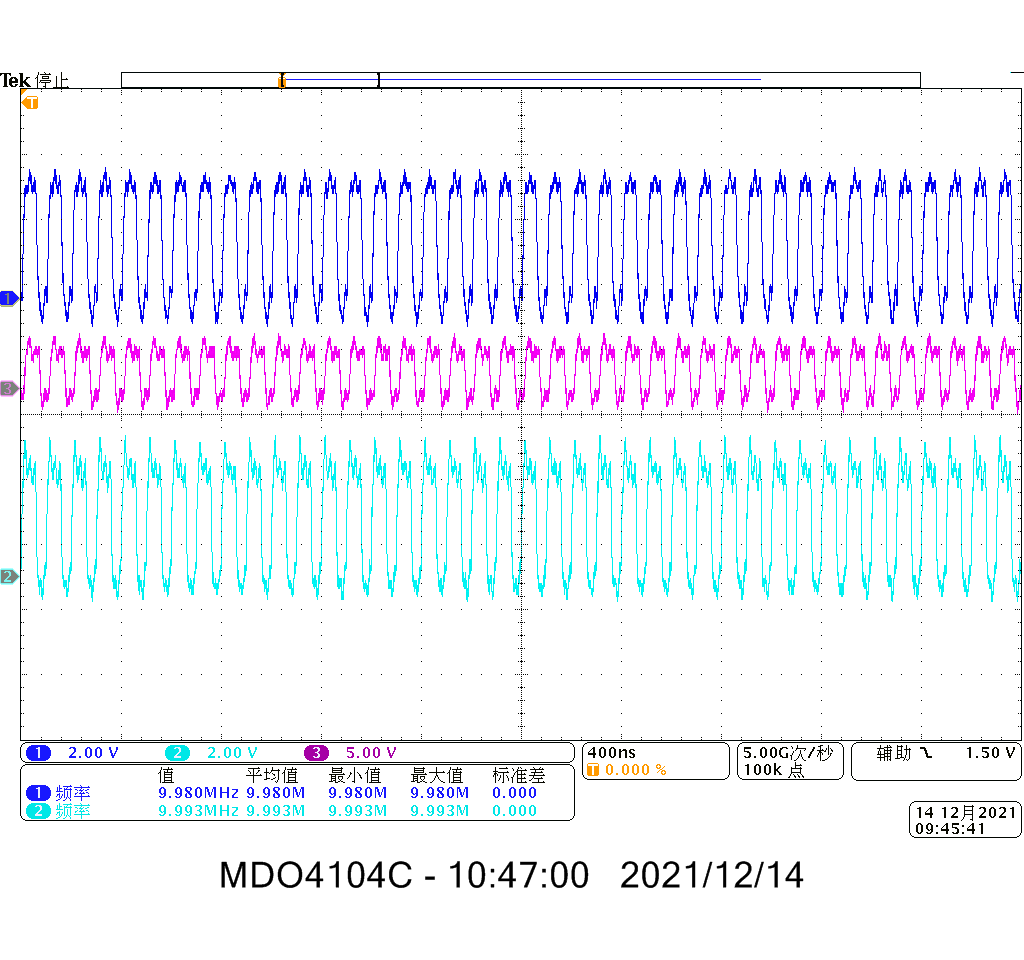 Tek 停止
T
1
3
2
1 2.00 V 2 2.00 V 3 5.00 V
400ns
T 0.000 %
5.00G次/秒
100k 点
辅助 1.50 V
值 平均值 最小值 最大值 标准差
1 频率 9.980MHz 9.980M 9.980M 9.980M 0.000
2 频率 9.993MHz 9.993M 9.993M 9.993M 0.000
14 12月2021
09:45:41
MDO4104C - 10:47:00 2021/12/14